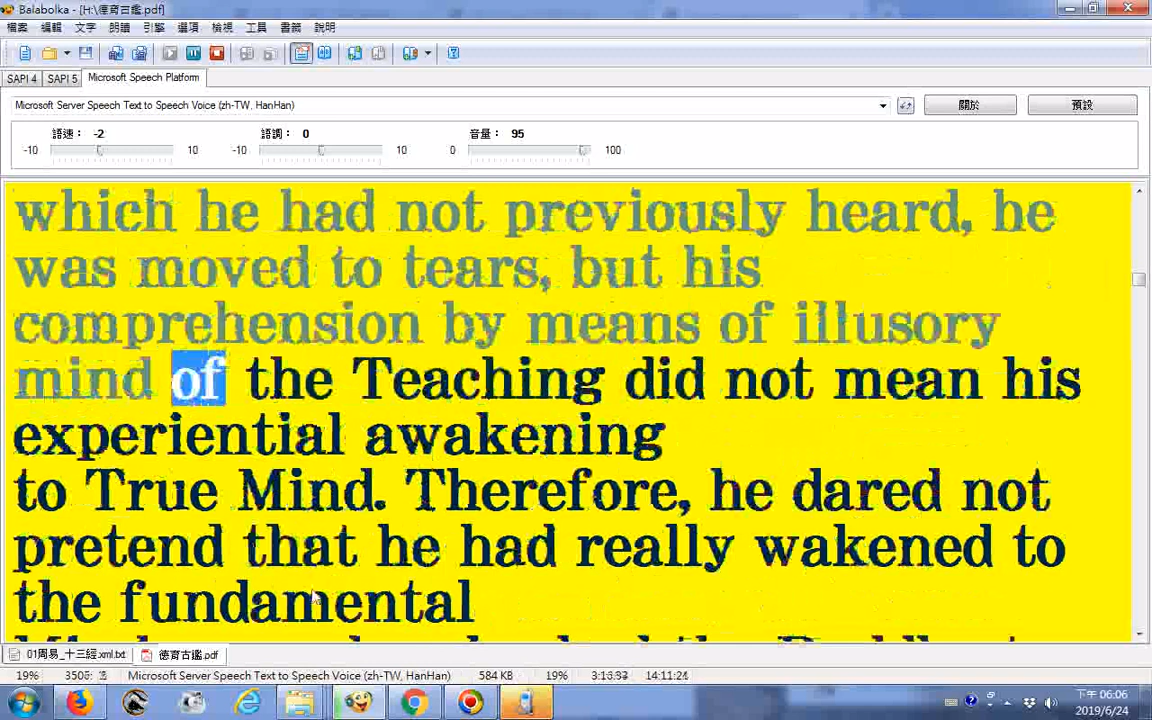 Balabolka - [H:\德育古鑑.pdf]
檔案 編輯 文字 朗讀 引擎 選項 檢視 工具 書籤 說明
SAPI 4 SAPI 5 Microsoft Speech Platform
Microsoft Server Speech Text to Speech Voice (zh-TW, HanHan) 關於 預設
語速： -2 語調： 0 音量： 95
-10 10 -10 10 0 100
which he had not previously heard, he
was moved to tears, but his
comprehension by means of illusory
mind of the Teaching did not mean his
experiential awakening
to True Mind. Therefore, he dared not
pretend that he had really wakened to
the fundamental
01周易_十三經.xml.txt 德育古鑑.pdf
19% Microsoft Server Speech Text to Speech Voice (zh-TW, HanHan) 584 KB 19% 14:11:24
下午 06:06
2019/6/24